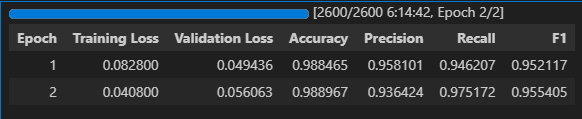 [2600/2600 6:14:42, Epoch 2/2]
Epoch Training Loss Validation Loss Accuracy Precision Recall F1
1 0.082800 0.049436 0.988465 0.958101 0.946207 0.952117
2 0.040800 0.056063 0.988967 0.936424 0.975172 0.955405